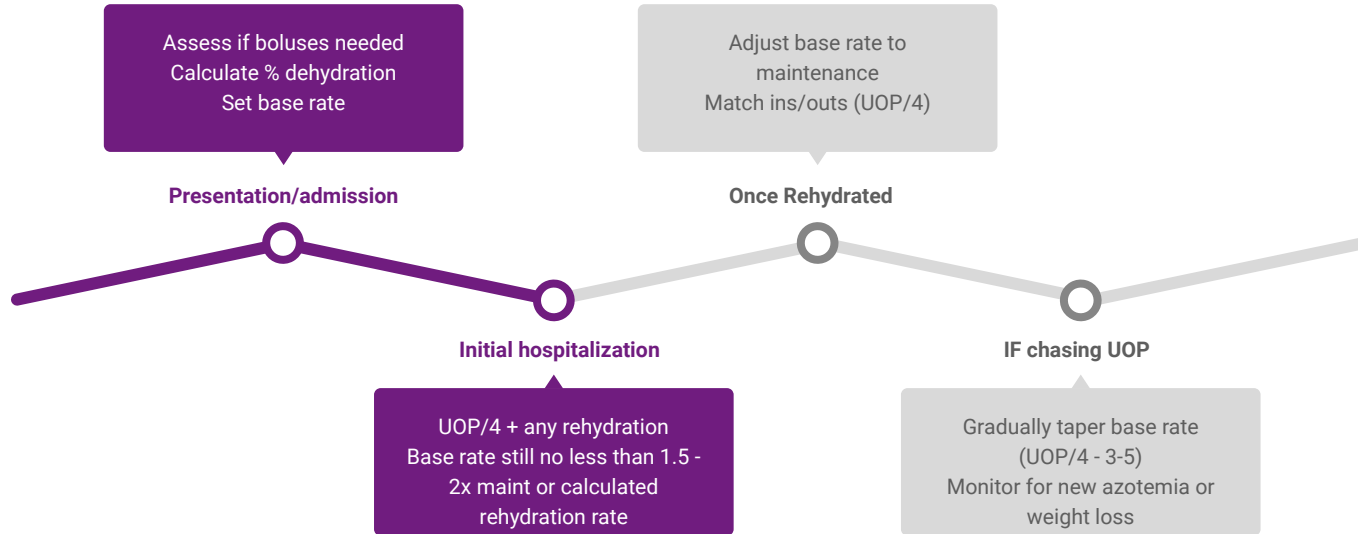 Assess if boluses needed
Calculate % dehydration
Set base rate
Presentation/admission
Initial hospitalization
UOP/4 + any rehydration
Base rate still no less than 1.5 -
2x maint or calculated
rehydration rate
Adjust base rate to
maintenance
Match ins/outs (UOP/4)
Once Rehydrated
IF chasing UOP
Gradually taper base rate
(UOP/4 - 3-5)
Monitor for new azotemia or
weight loss